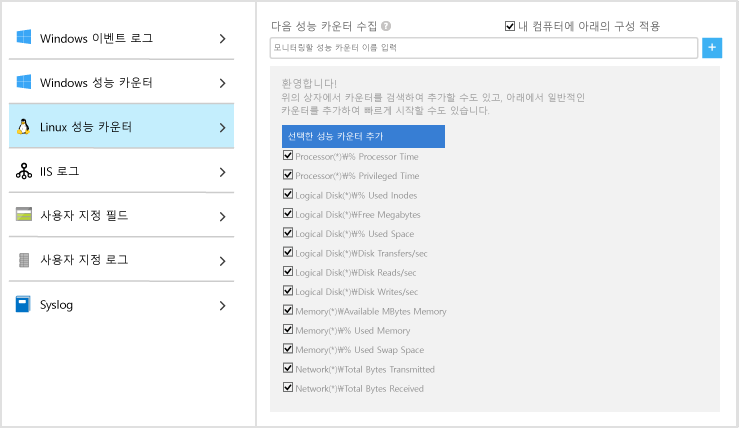 Windows 이벤트 로그
Windows 성능 카운터
Linux 성능 카운터
IIS 로그
사용자 지정 필드
사용자 지정 로그
Syslog
다음 성능 카운터 수집 ?
내 컴퓨터에 아래의 구성 적용
모니터링할 성능 카운터 이름 입력
+
환영합니다!
위의 상자에서 카운터를 검색하여 추가할 수도 있고, 아래에서 일반적인
카운터를 추가하여 빠르게 시작할 수도 있습니다.
선택한 성능 카운터 추가
Processor(*)₩% Processor Time
Processor(*)₩% Privileged Time
Logical Disk(*)₩% Used Inodes
Logical Disk(*)₩Free Megabytes
Logical Disk(*)₩% Used Space
Logical Disk(*)₩Disk Transfers/sec
Logical Disk(*)₩Disk Reads/sec
Logical Disk(*)₩Disk Writes/sec
Memory(*)₩Available MBytes Memory
Memory(*)₩% Used Memory
Memory(*)₩% Used Swap Space
Network(*)₩Total Bytes Transmitted
Network(*)₩Total Bytes Received